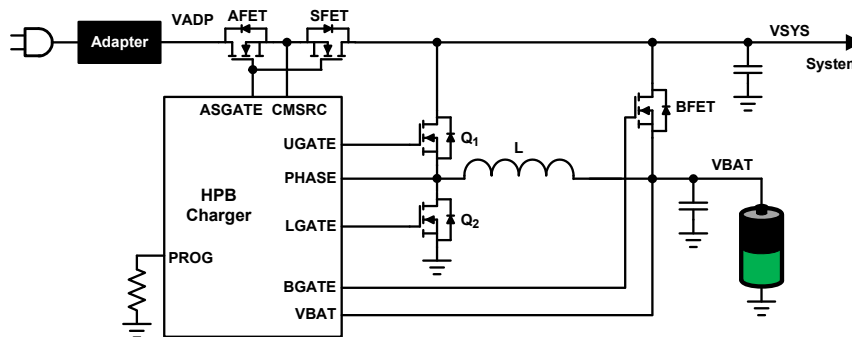 VADP
AFET
SFET
VSYS
Adapter
System
ASGATE
CMSRC
BFET
UGATE
Q1
L
PHASE
VBAT
HPB
Charger
LGATE
Q2
PROG
BGATE
VBAT